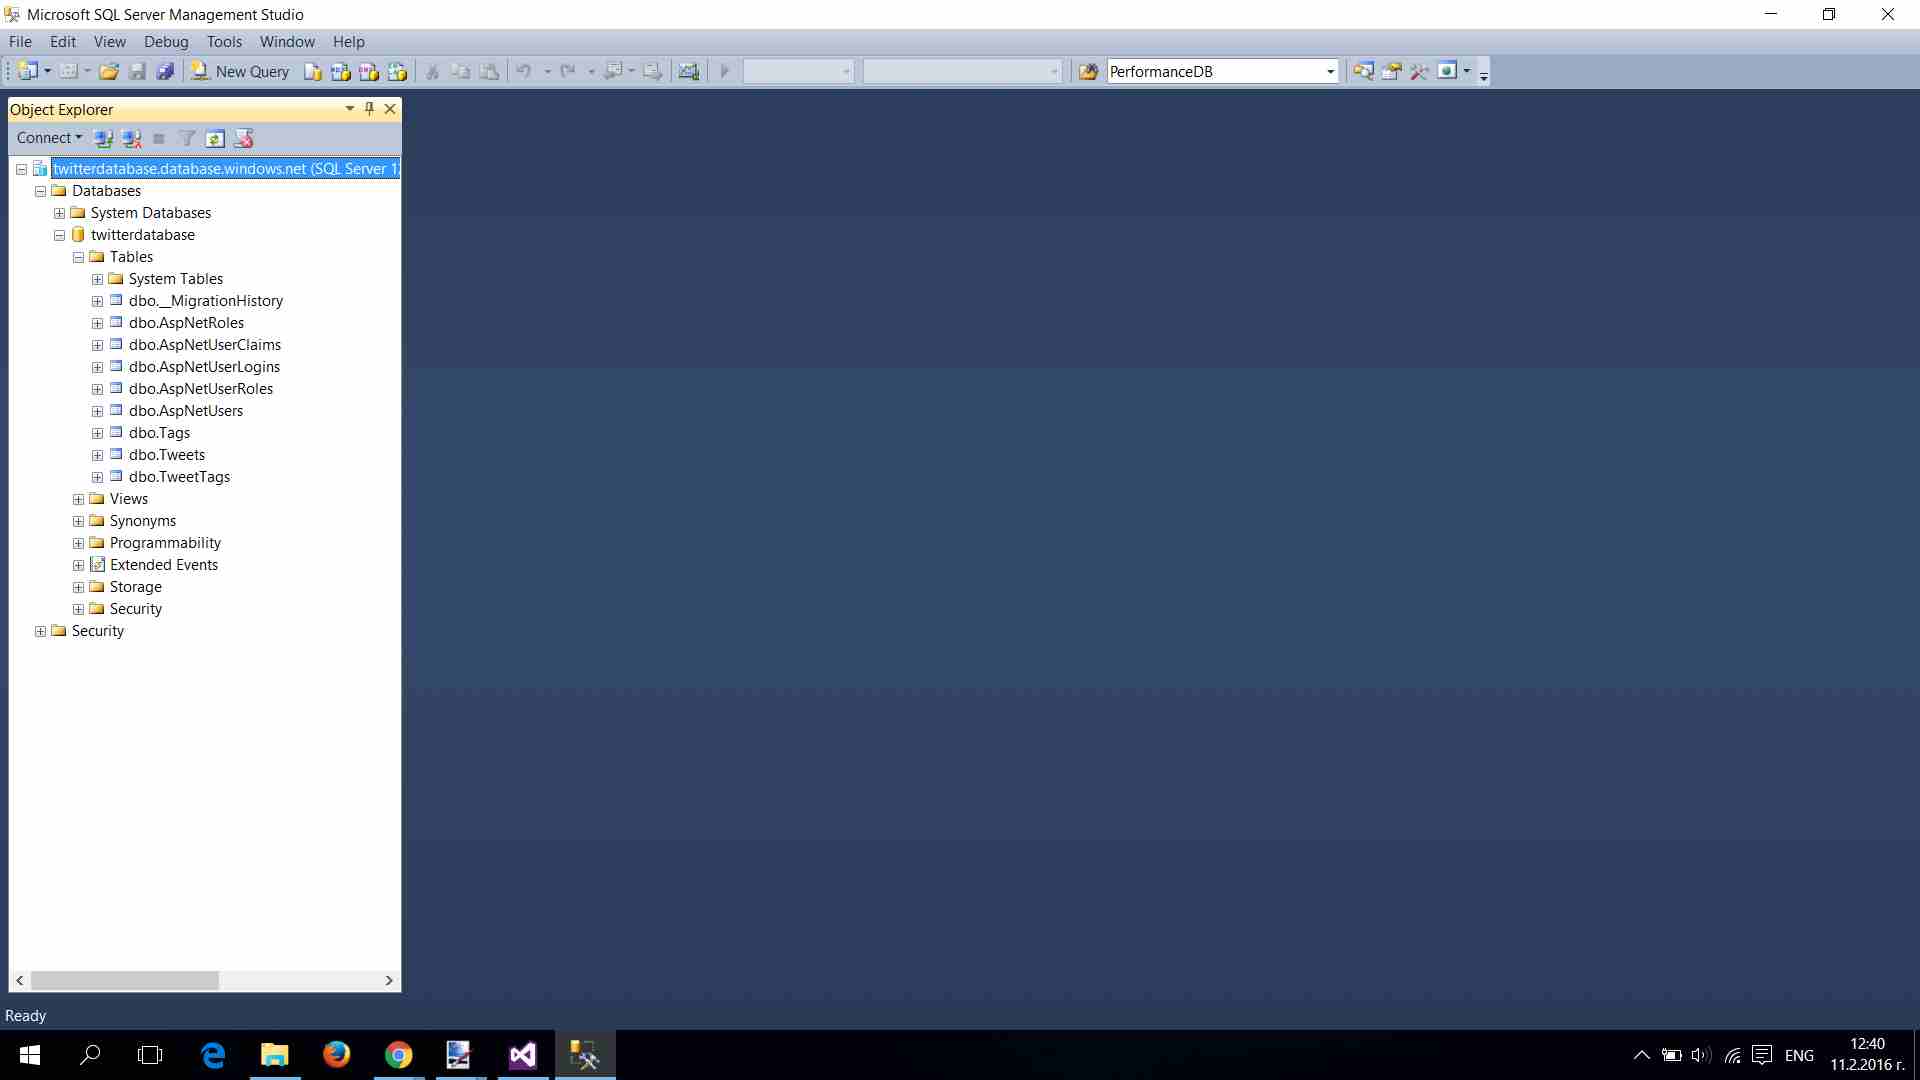 Microsoft SQL Server Management Studio
File Edit View Debug Tools Window Help
New Query PerformanceDB
Object Explorer
Connect
twitterdatabase.database.windows.net (SQL Server 1
Databases
System Databases
twitterdatabase
Tables
System Tables
dbo.__MigrationHistory
dbo.AspNetRoles
dbo.AspNetUserClaims
dbo.AspNetUserLogins
dbo.AspNetUserRoles
dbo.AspNetUsers
dbo.Tags
dbo.Tweets
dbo.TweetTags
Views
Synonyms
Programmability
Extended Events
Storage
Security
Security
Ready
ENG
12:40
11.2.2016 г.